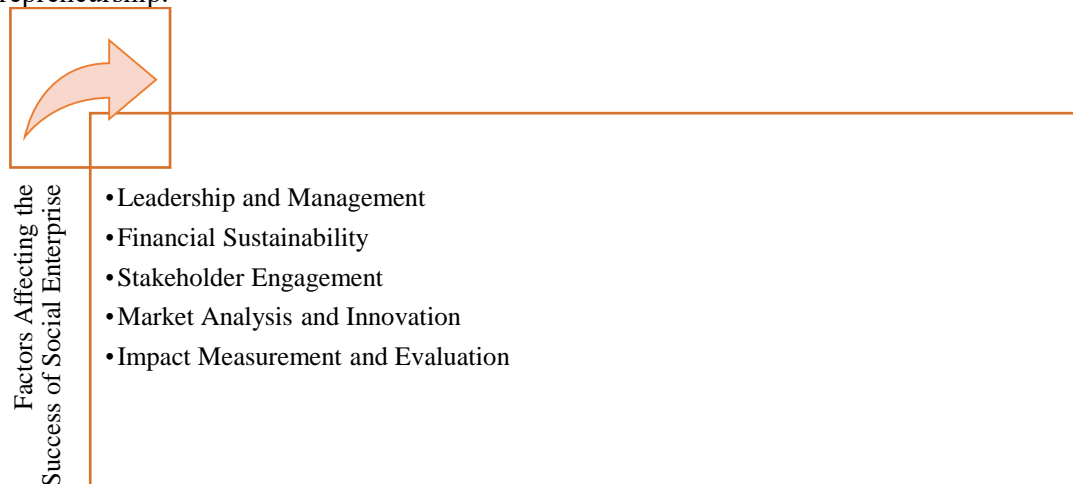 repreneurship.
Factors Affecting the
Success of Social Enterprise
•Leadership and Management
•Financial Sustainability
•Stakeholder Engagement
•Market Analysis and Innovation
•Impact Measurement and Evaluation